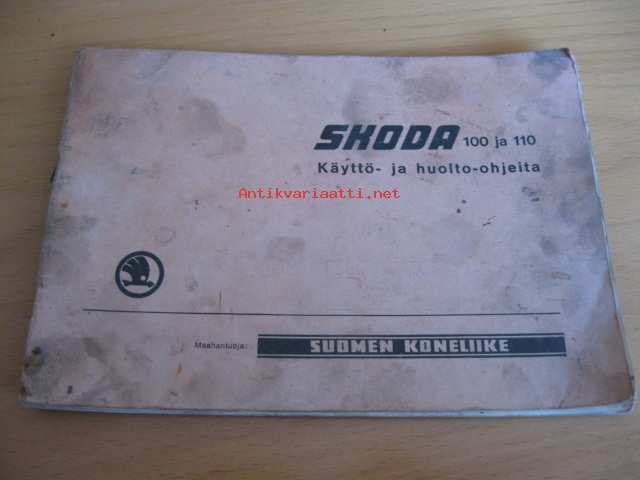 SKODA 100 ja 110
Käyttö- ja huolto-ohjeita
Antikvariaatti.net
Maahantuoja:
SUOMEN KONELIIKE